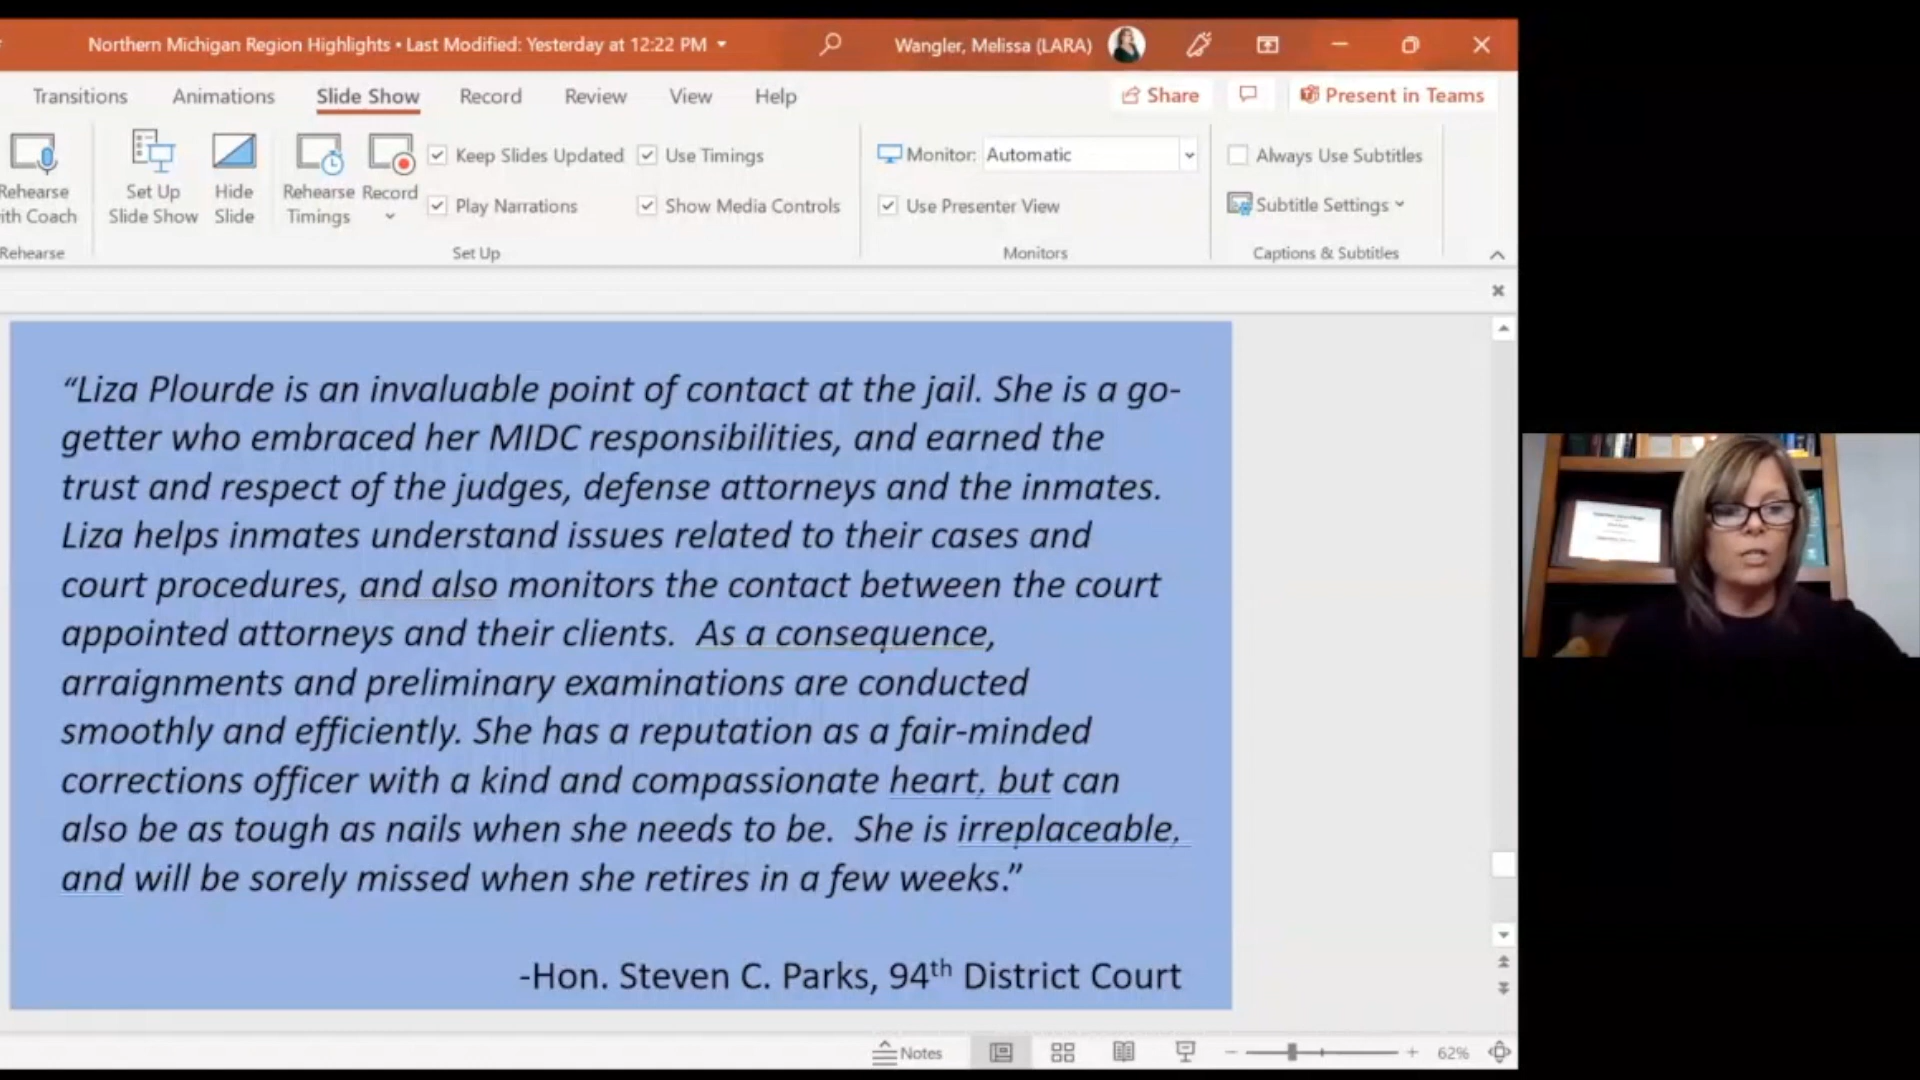 Northern Michigan Region Highlights • Last Modified: Yesterday at 12:22 PM
Wangler, Melissa (LARA)
Transitions Animations Slide Show Record Review View Help
Share
Present in Teams
Rehearse
ith Coach
Set Up
Slide Show
Hide
Slide
Rehearse
Timings
Record
Keep Slides Updated
Use Timings
Play Narrations
Show Media Controls
Monitor: Automatic
Use Presenter View
Always Use Subtitles
Subtitle Settings
Rehearse
Set Up
Monitors
Captions & Subtitles
“Liza Plourde is an invaluable point of contact at the jail. She is a go-
getter who embraced her MIDC responsibilities, and earned the
trust and respect of the judges, defense attorneys and the inmates.
Liza helps inmates understand issues related to their cases and
court procedures, and also monitors the contact between the court
appointed attorneys and their clients. As a consequence,
arraignments and preliminary examinations are conducted
smoothly and efficiently. She has a reputation as a fair-minded
corrections officer with a kind and compassionate heart, but can
also be as tough as nails when she needs to be. She is irreplaceable,
and will be sorely missed when she retires in a few weeks.”
-Hon. Steven C. Parks, 94th District Court
Notes
62%